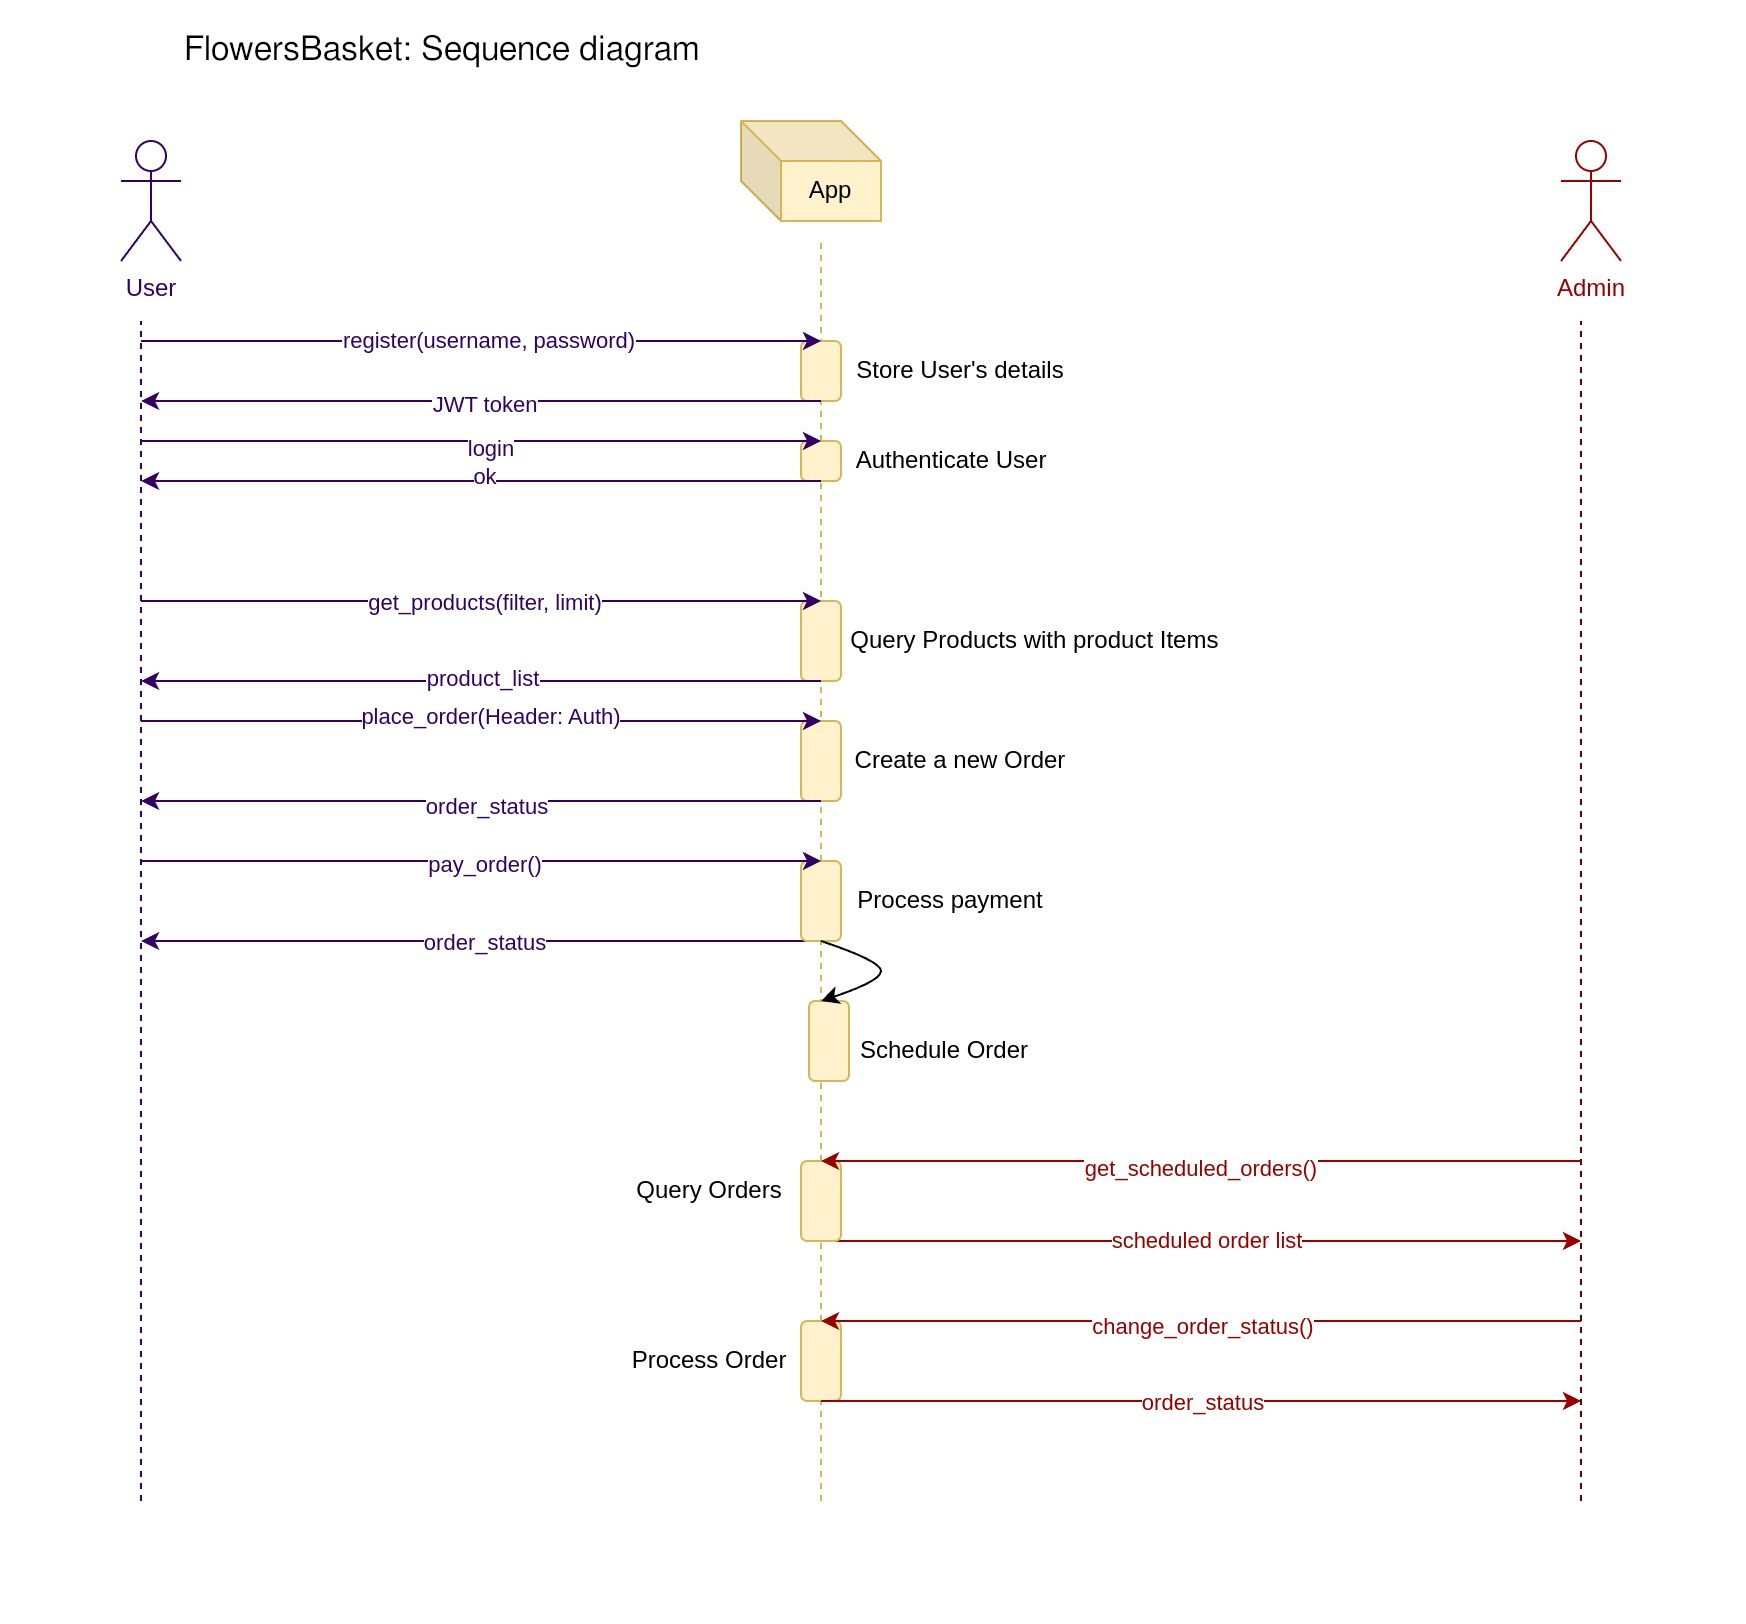 FlowersBasket: Sequence diagram
App
User
Admin
register(username, password)
Store User's details
JWT token
login
Authenticate User
ok
get_products(filter, limit)
Query Products with product Items
product_list
place_order(Header: Auth)
Create a new Order
order_status
pay_order()
Process payment
order_status
Schedule Order
get_scheduled_orders()
Query Orders
scheduled order list
change_order_status()
Process Order
order_status